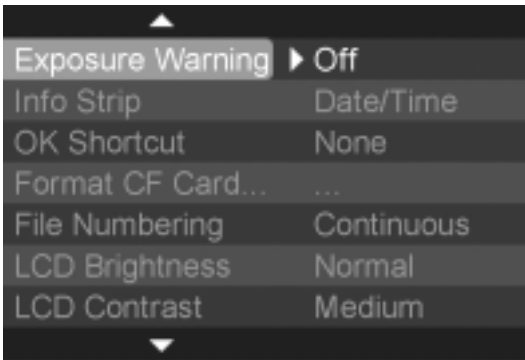 Exposure Warning Off
Info Strip Date/Time
OK Shortcut None
Format CF Card... ...
File Numbering Continuous
LCD Brightness Normal
LCD Contrast Medium